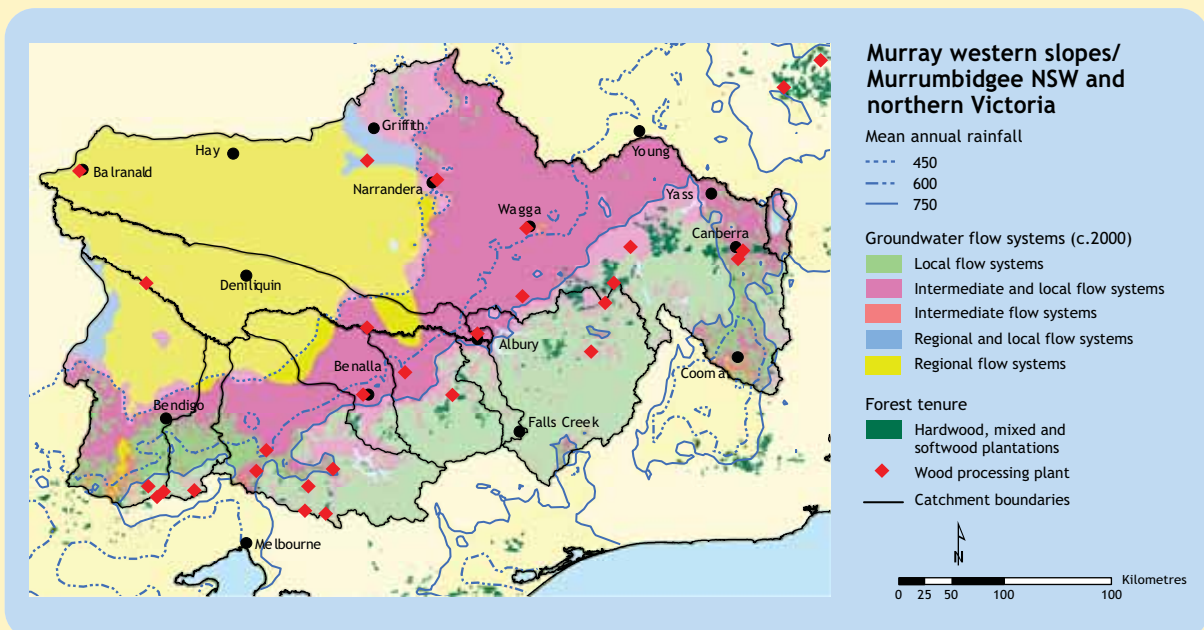 Murray western slopes/
Murrumbidgee NSW and
northern Victoria
Mean annual rainfall
450
600
750
Groundwater flow systems (c.2000)
Local flow systems
Intermediate and local flow systems
Intermediate flow systems
Regional and local flow systems
Regional flow systems
Forest tenure
Hardwood, mixed and
softwood plantations
Wood processing plant
Catchment boundaries
N
Kilometres
0 25 50 100 100
Griffith
Hay
Young
Balranald
Narrandera
Yass
Wagga
Canberra
Deniliquin
Albury
Benalla
Cooma
Bendigo
Falls Creek
Melbourne